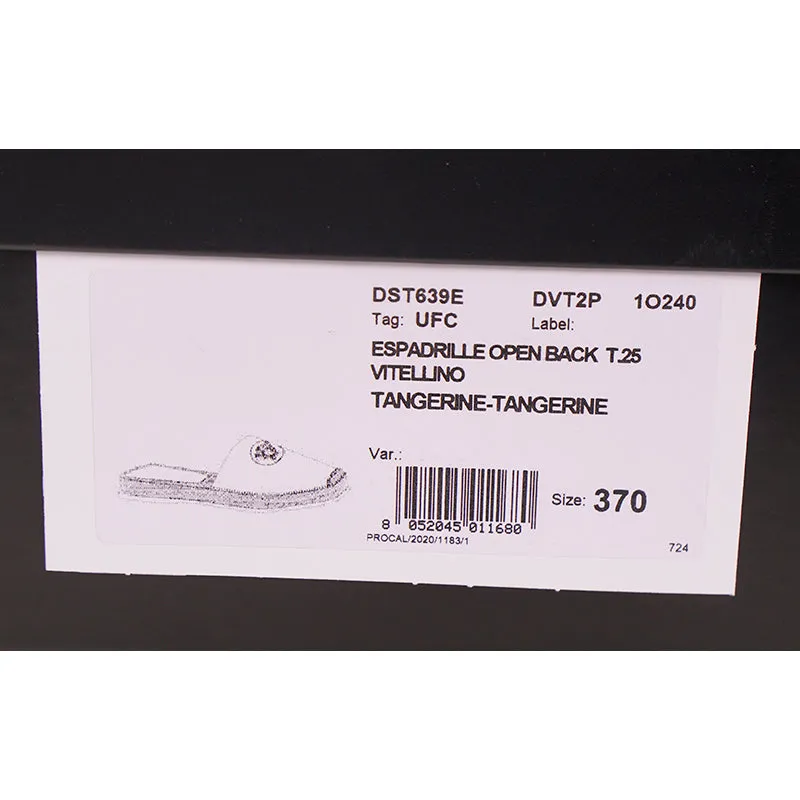 DST639E DVT2P 1O240
Tag: UFC Label:
ESPADRILLE OPEN BACK T.25
VITELLINO
TANGERINE-TANGERINE
Var.:
Size: 370
8 052045 011680
PROCAL/2020/1183/1
724